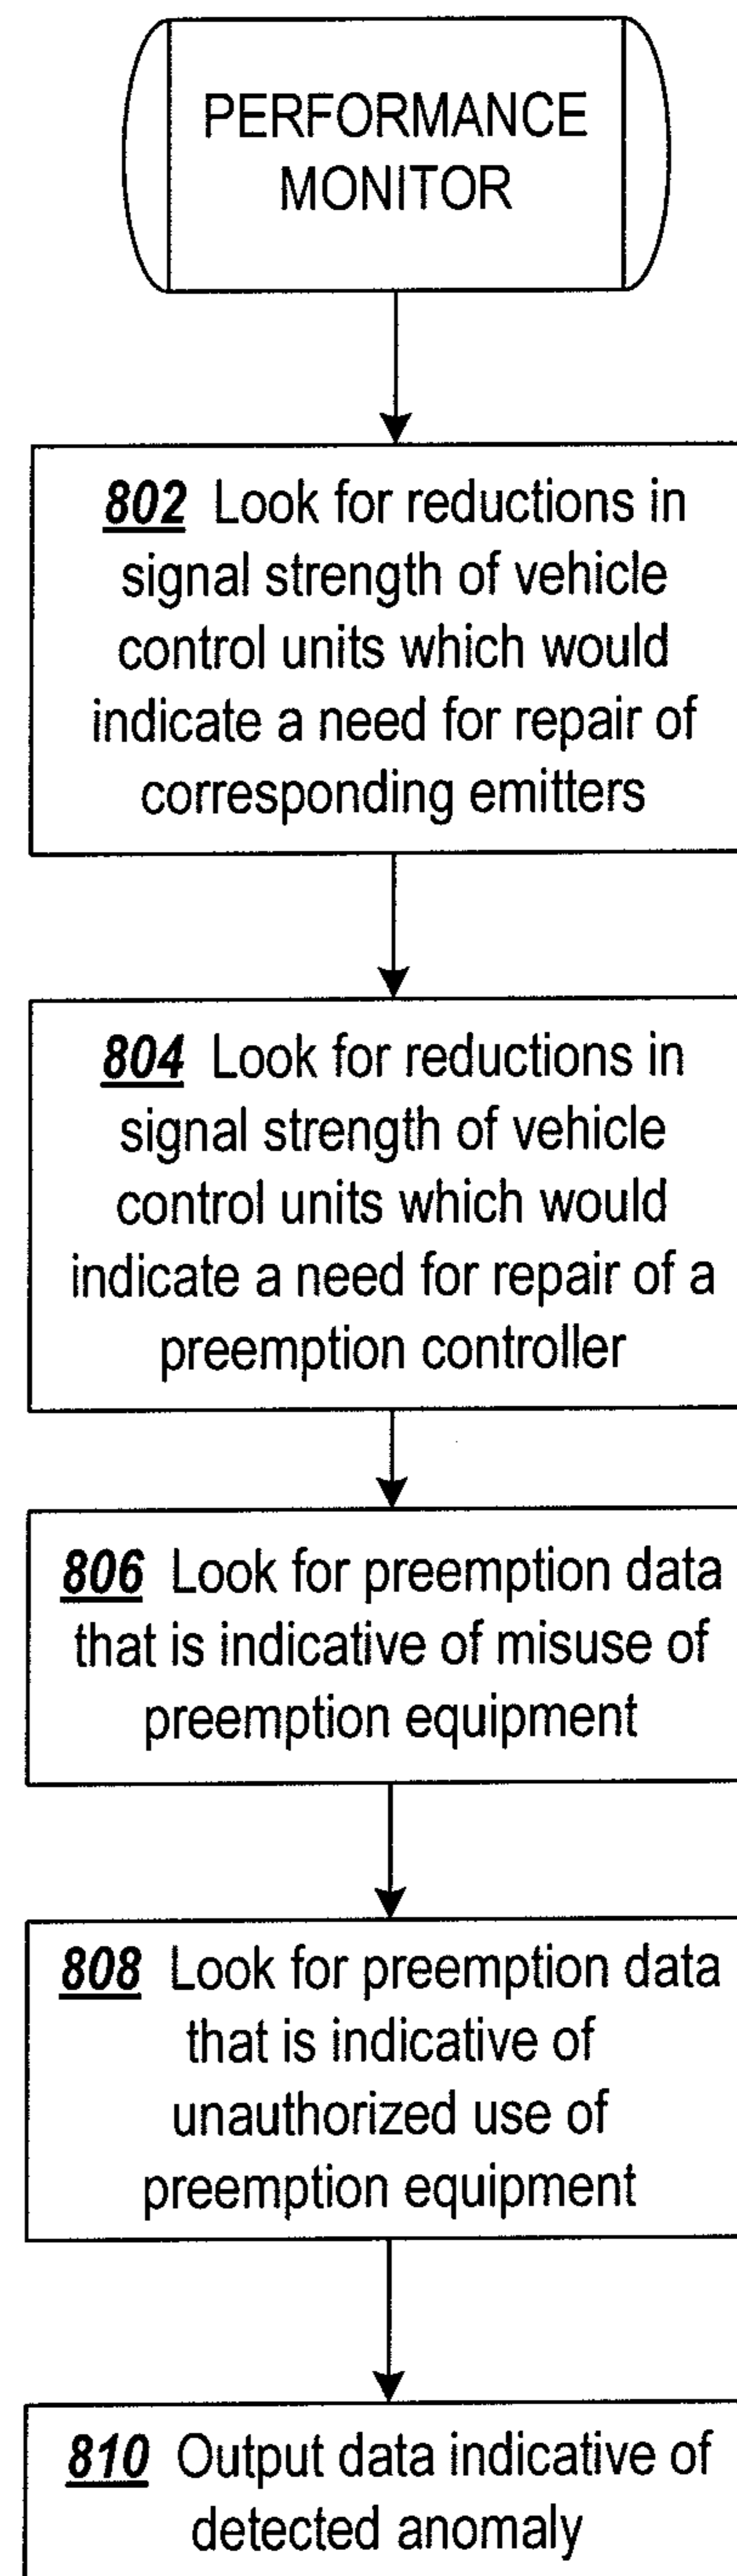 PERFORMANCE
MONITOR
802 Look for reductions in
signal strength of vehicle
control units which would
indicate a need for repair of
corresponding emitters
804 Look for reductions in
signal strength of vehicle
control units which would
indicate a need for repair of a
preemption controller
806 Look for preemption data
that is indicative of misuse of
preemption equipment
808 Look for preemption data
that is indicative of
unauthorized use of
preemption equipment
810 Output data indicative of
detected anomaly